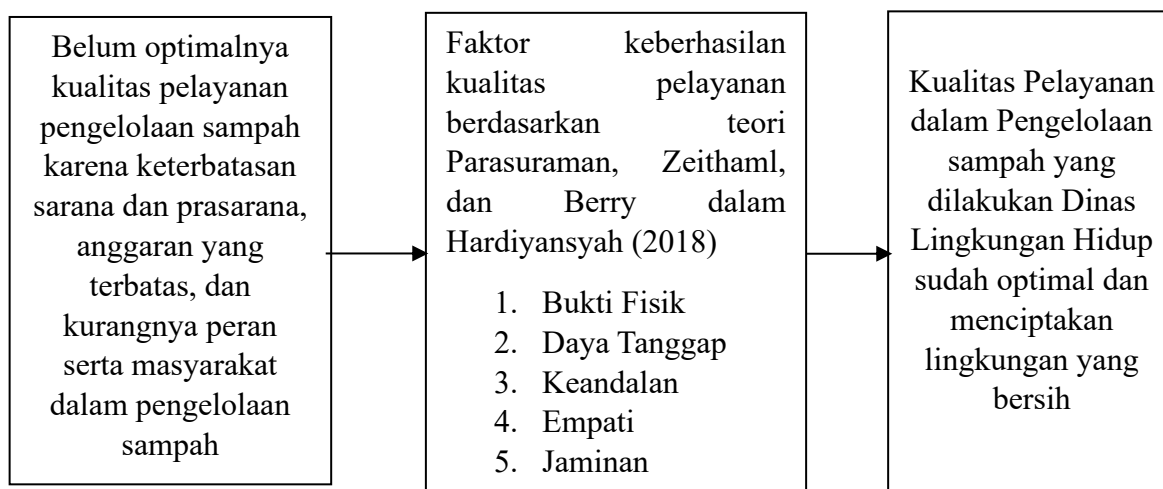 Belum optimalnya
kualitas pelayanan
pengelolaan sampah
karena keterbatasan
sarana dan prasarana,
anggaran yang
terbatas, dan
kurangnya peran
serta masyarakat
dalam pengelolaan
sampah
Faktor keberhasilan
kualitas pelayanan
berdasarkan teori
Parasuraman, Zeithaml,
dan Berry dalam
Hardiyansyah (2018)
1. Bukti Fisik
2. Daya Tanggap
3. Keandalan
4. Empati
5. Jaminan
Kualitas Pelayanan
dalam Pengelolaan
sampah yang
dilakukan Dinas
Lingkungan Hidup
sudah optimal dan
menciptakan
lingkungan yang
bersih